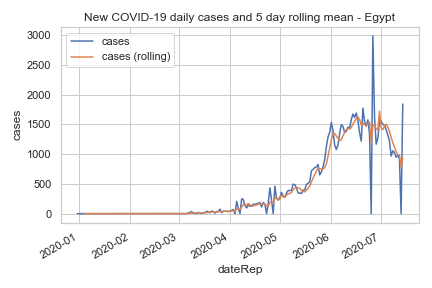 New COVID-19 daily cases and 5 day rolling mean - Egypt
cases
cases (rolling)
3000
2500
2000
1500
1000
500
0
cases
2020-01
2020-02
2020-03
2020-04
2020-05
2020-06
2020-07
dateRep